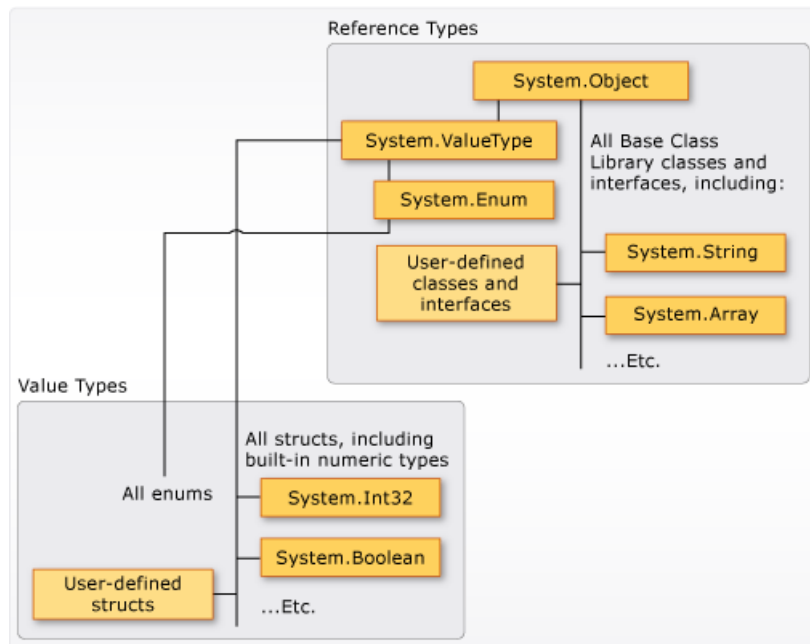 Reference Types
System.Object
System.ValueType
All Base Class
Library classes and
interfaces, including:
System.Enum
System.String
User-defined
classes and
interfaces
System.Array
...Etc.
Value Types
All structs, including
built-in numeric types
All enums
System.Int32
System.Boolean
User-defined
structs
...Etc.